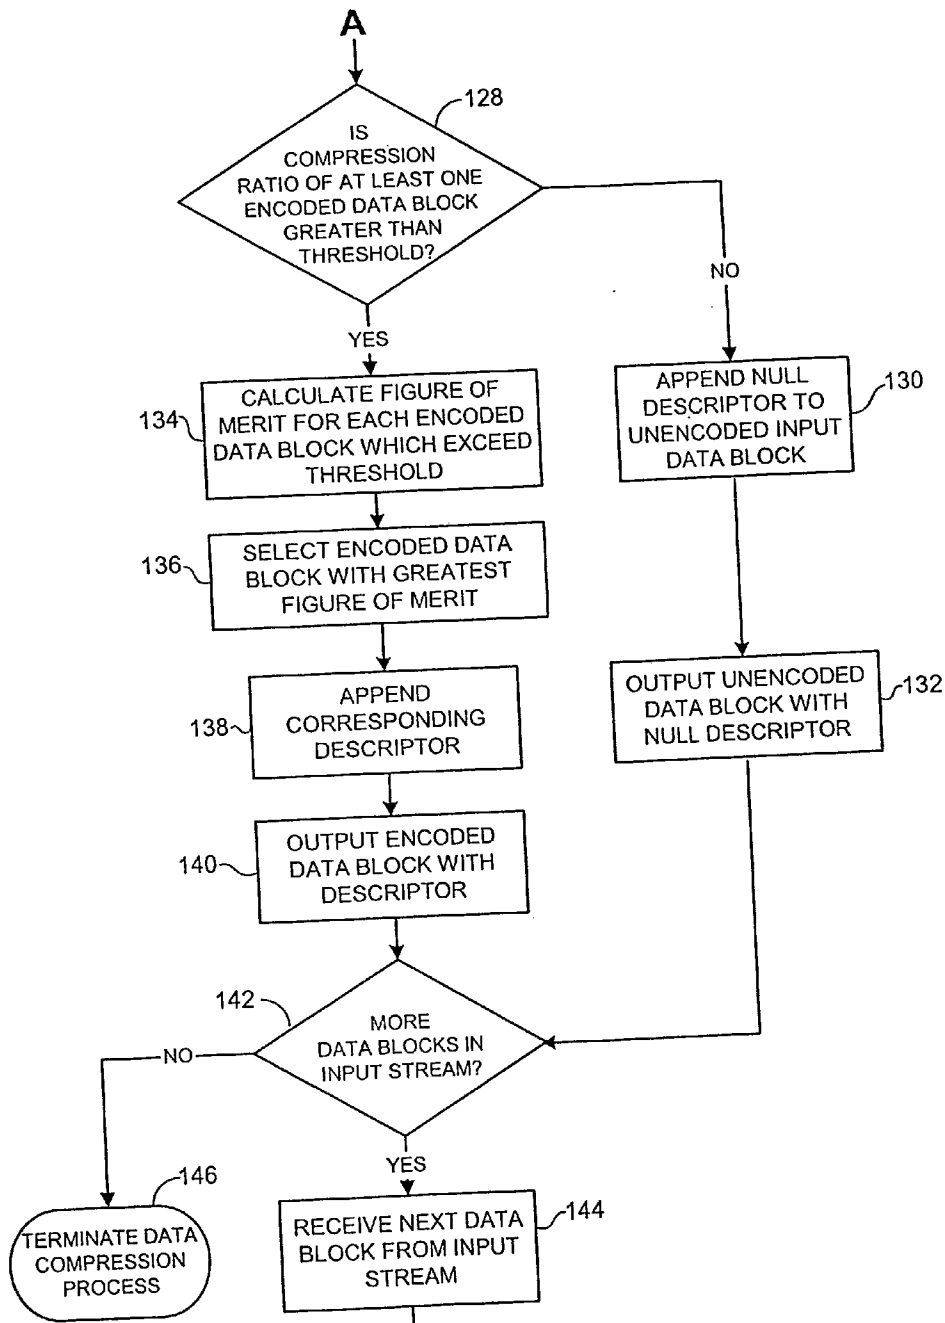 A
128
IS
COMPRESSION
RATIO OF AT LEAST ONE
ENCODED DATA BLOCK
GREATER THAN
THRESHOLD?
NO
YES
134
CALCULATE FIGURE OF
MERIT FOR EACH ENCODED
DATA BLOCK WHICH EXCEED
THRESHOLD
APPEND NULL
DESCRIPTOR TO
UNENCODED INPUT
DATA BLOCK
130
136
SELECT ENCODED DATA
BLOCK WITH GREATEST
FIGURE OF MERIT
138
APPEND
CORRESPONDING
DESCRIPTOR
OUTPUT UNENCODED
DATA BLOCK WITH
NULL DESCRIPTOR
132
140
OUTPUT ENCODED
DATA BLOCK WITH
DESCRIPTOR
142
MORE
DATA BLOCKS IN
INPUT STREAM?
NO
YES
146
TERMINATE DATA
COMPRESSION
PROCESS
RECEIVE NEXT DATA
BLOCK FROM INPUT
STREAM
144